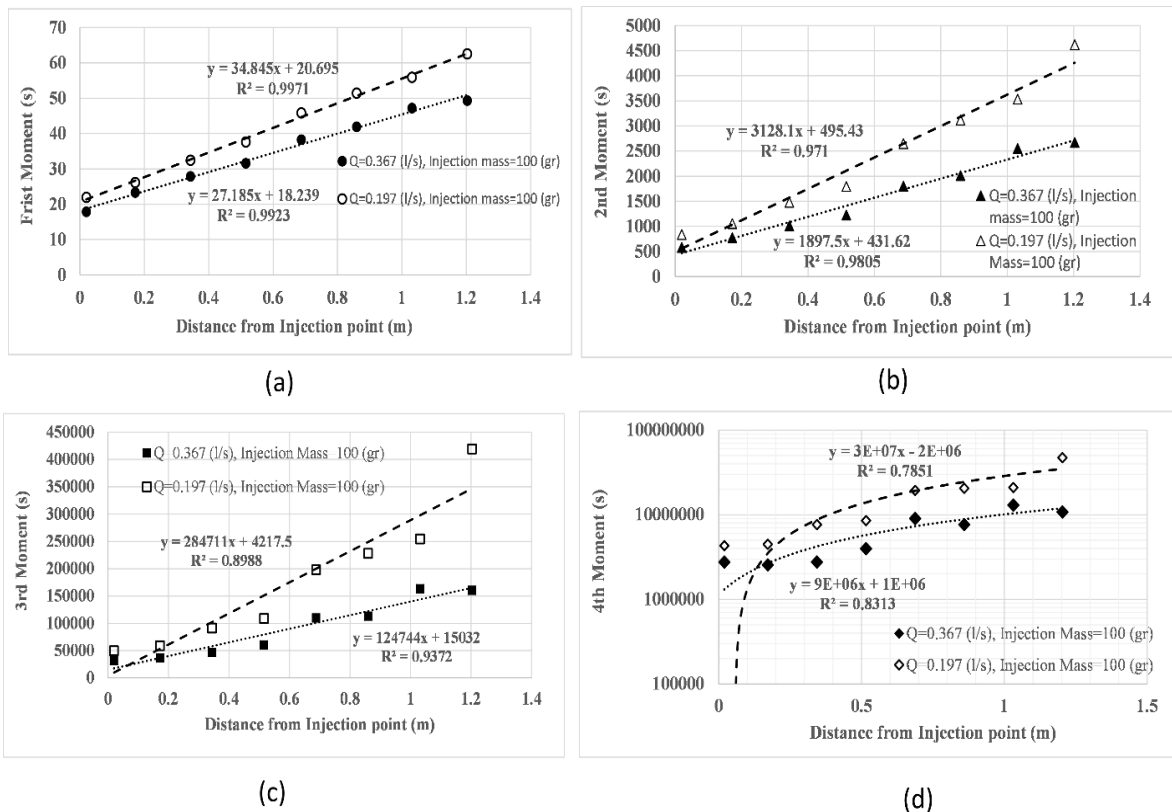 70
60
50
40
30
20
10
0
Frist Moment (s)
y = 34.845x + 20.695
R² = 0.9971
Q=0.367 (l/s), Injection mass=100 (gr)
Q=0.197 (l/s), Injection mass=100 (gr)
y = 27.185x + 18.239
R² = 0.9923
0 0.2 0.4 0.6 0.8 1 1.2 1.4
Distance from Injection point (m)
(a)
5000
4500
4000
3500
3000
2500
2000
1500
1000
500
0
2nd Moment (s)
y = 3128.1x + 495.43
R² = 0.971
Q=0.367 (l/s), Injection
mass=100 (gr)
Q=0.197 (l/s), Injection
Mass=100 (gr)
y = 1897.5x + 431.62
R² = 0.9805
0 0.2 0.4 0.6 0.8 1 1.2 1.4
Distance from Injection point (m)
(b)
450000
400000
350000
300000
250000
200000
150000
100000
50000
0
3rd Moment (s)
Q=0.367 (l/s), Injection Mass=100 (gr)
Q=0.197 (l/s), Injection Mass=100 (gr)
y = 284711x + 4217.5
R² = 0.8988
y = 124744x + 15032
R² = 0.9372
0 0.2 0.4 0.6 0.8 1 1.2 1.4
Distance from Injection point (m)
(c)
100000000
10000000
1000000
100000
4th Moment (s)
y = 3E+07x - 2E+06
R² = 0.7851
y = 9E+06x + 1E+06
R² = 0.8313
Q=0.367 (l/s), Injection Mass=100 (gr)
Q=0.197 (l/s), Injection Mass=100 (gr)
0 0.5 1 1.5
Distance from Injection point (m)
(d)